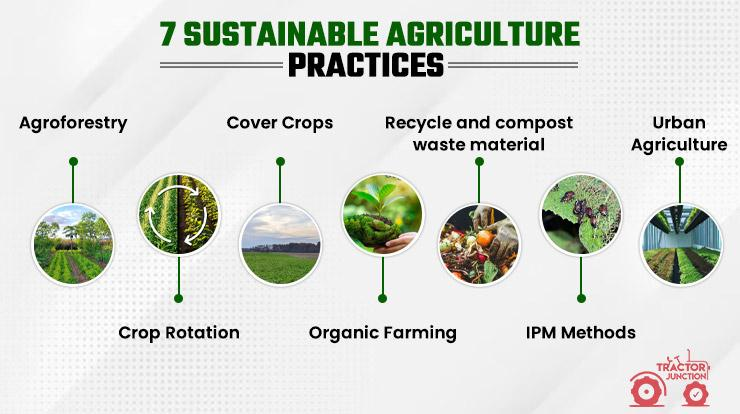 7 SUSTAINABLE AGRICULTURE
PRACTICES
Agroforestry
Cover Crops
Recycle and compost
waste material
Urban
Agriculture
Crop Rotation
Organic Farming
IPM Methods
TRACTOR
JUNCTION